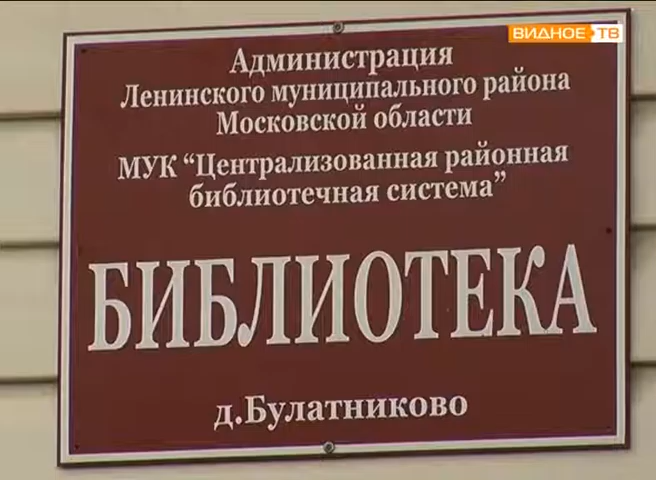 ВИДНОЕ ТВ
Администрация
Ленинского муниципального района
Московской области
МУК “Централизованная районная
библиотечная система”
БИБЛИОТЕКА
д.Булатниково